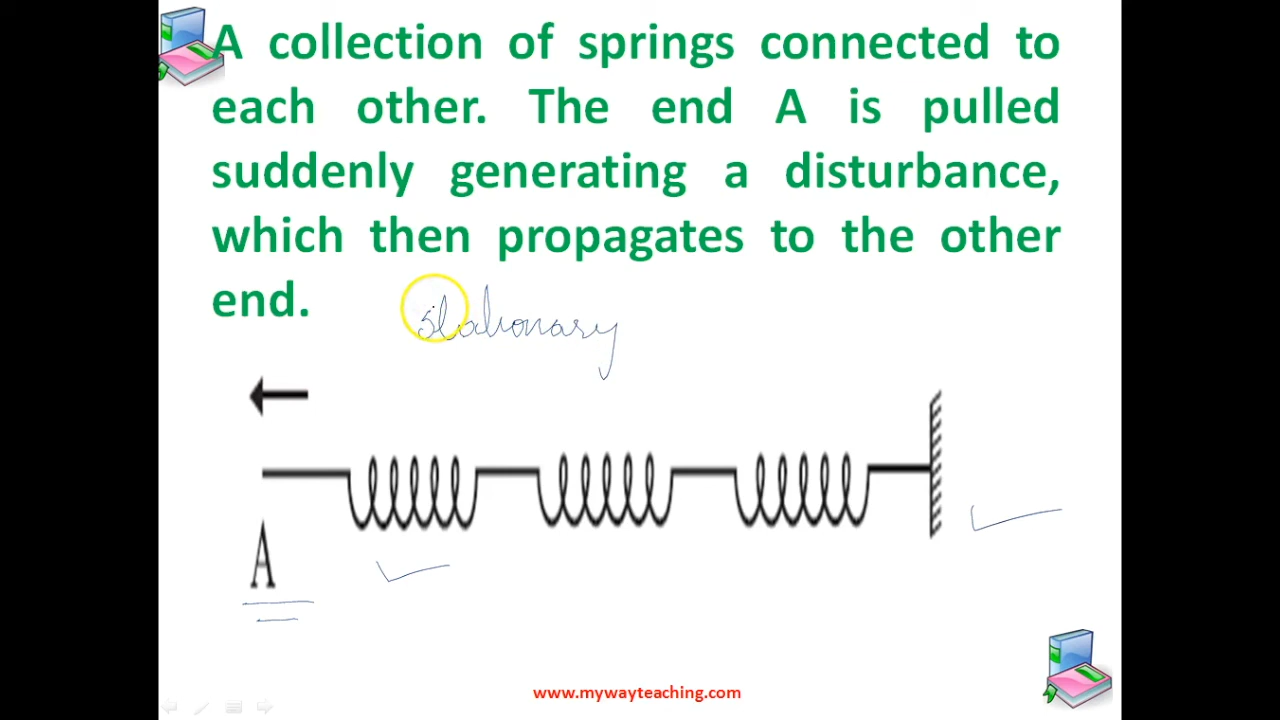 A collection of springs connected to
each other. The end A is pulled
suddenly generating a disturbance,
which then propagates to the other
end.
stationary
A
www.mywayteaching.com